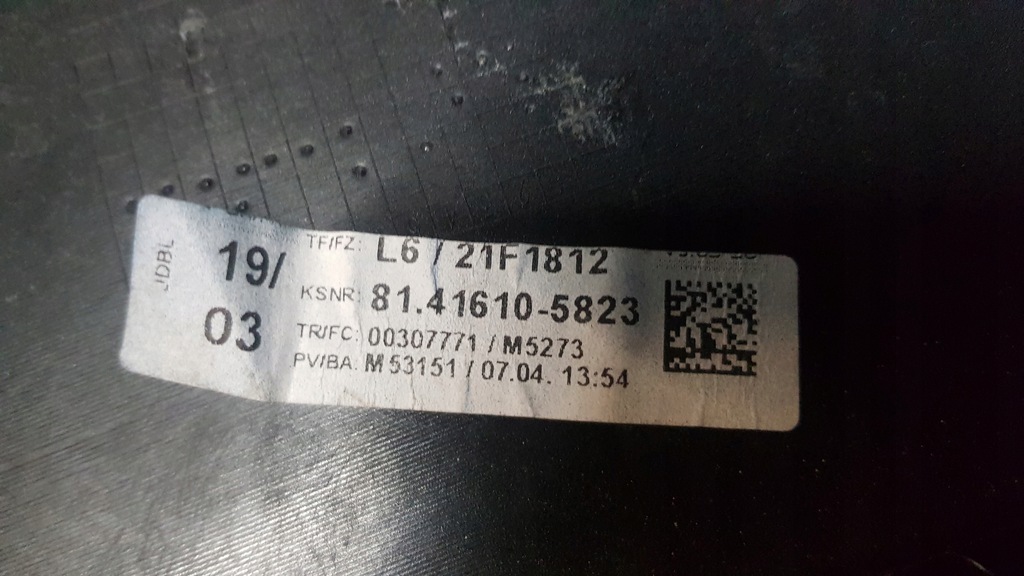 JDBL
19/
03
TF/FZ: L6 / 21F1812
KSNR: 81.41610-5823
TR/FC: 00307771 / M5273
PV/BA: M 53151 / 07.04. 13:54